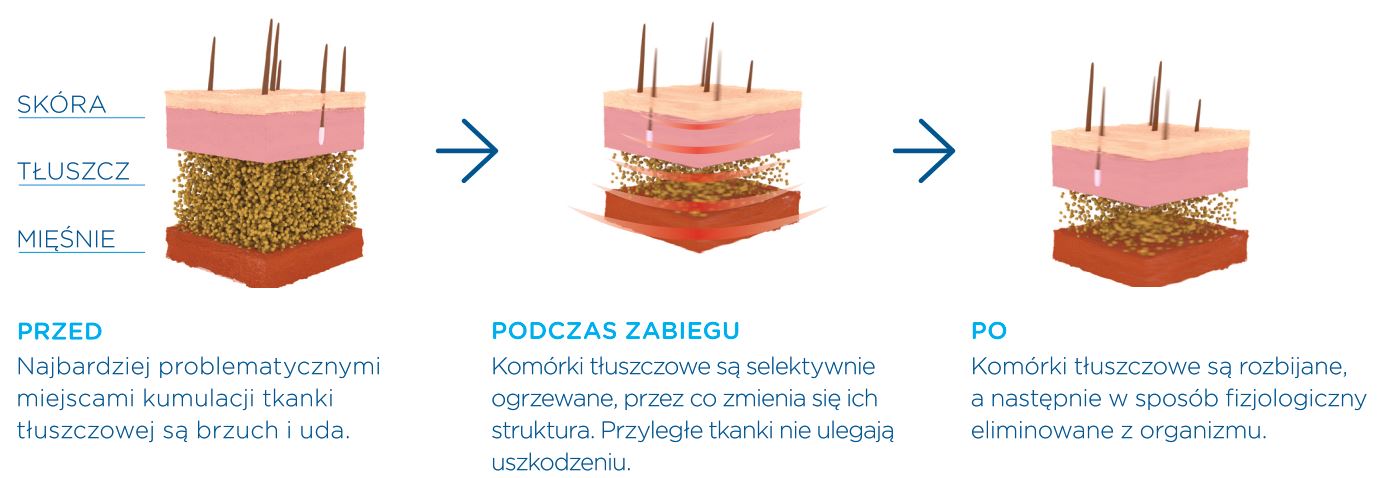 SKÓRA
TŁUSZCZ
MIĘŚNIE
PRZED
Najbardziej problematycznymi
miejscami kumulacji tkanki
tłuszczowej są brzuch i uda.
PODCZAS ZABIEGU
Komórki tłuszczowe są selektywnie
ogrzewane, przez co zmienia się ich
struktura. Przyległe tkanki nie ulegają
uszkodzeniu.
PO
Komórki tłuszczowe są rozbijane,
a następnie w sposób fizjologiczny
eliminowane z organizmu.